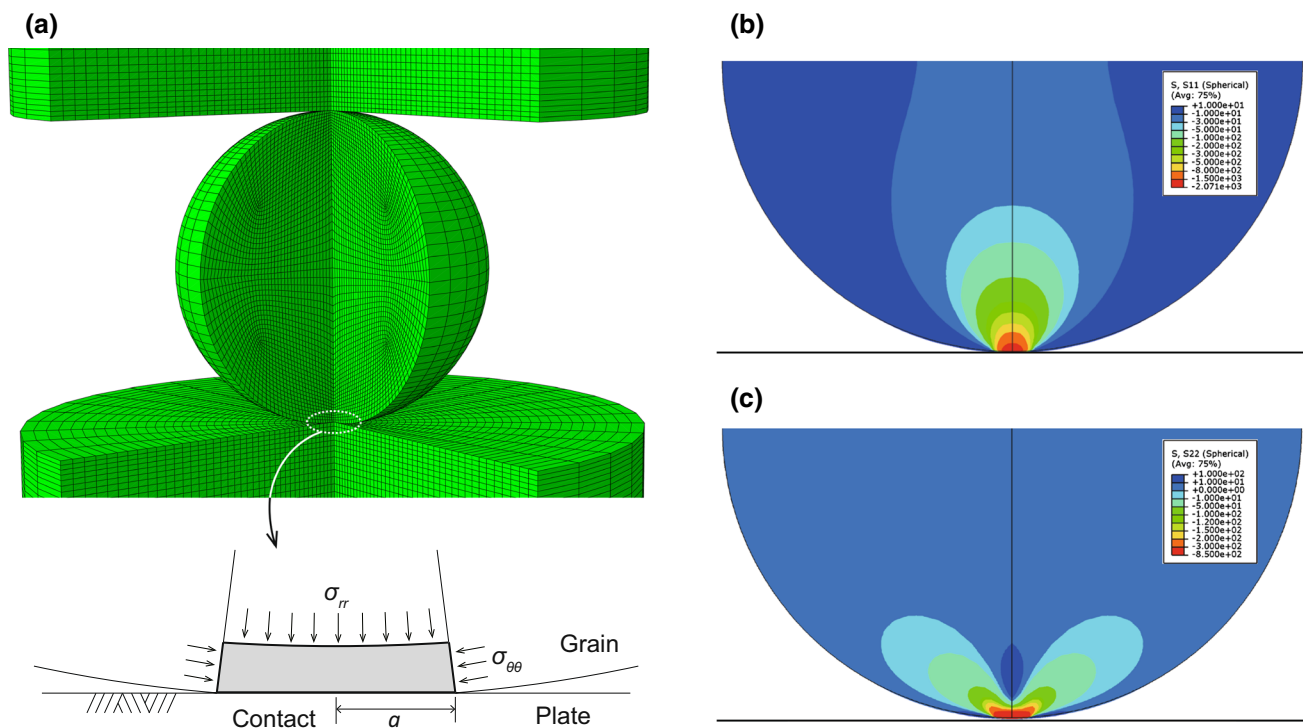 (a)
σrr
σθθ
Grain
Contact
a
Plate
(b)
S, S11 (Spherical)
(Avg: 75%)
+1.000e+01
-1.000e+01
-3.000e+01
-5.000e+01
-1.000e+02
-2.000e+02
-3.000e+02
-5.000e+02
-8.000e+02
-1.500e+03
-2.071e+03
(c)
S, S22 (Spherical)
(Avg: 75%)
+1.000e+02
+1.000e+01
+0.000e+00
-1.000e+01
-5.000e+01
-1.000e+02
-1.200e+02
-1.500e+02
-2.000e+02
-3.000e+02
-8.500e+02